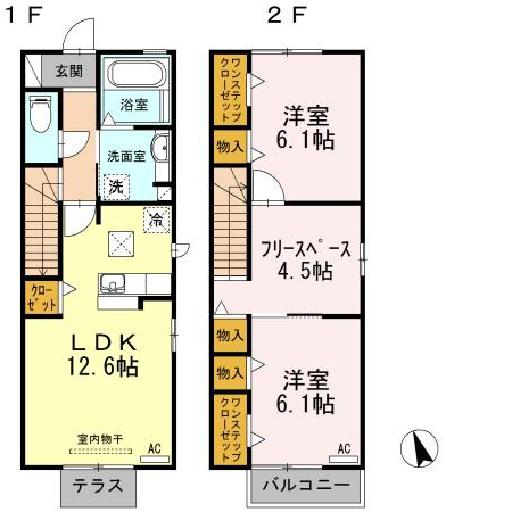 1F
2F
玄関
浴室
洗面室
洗
冷
クローゼット
LDK
12.6帖
室内物干
AC
テラス
ワンステップクローゼット
物入
洋室
6.1帖
フリースペース
4.5帖
物入
物入
ワンステップクローゼット
洋室
6.1帖
AC
バルコニー